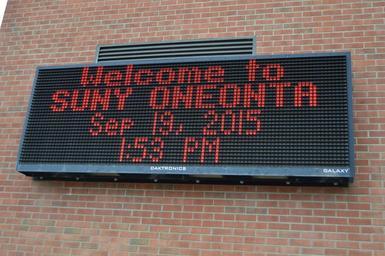 Welcome to
SUNY ONEONTA
Sep 19, 2015
1:53 PM
DAKTRONICS
GALAXY